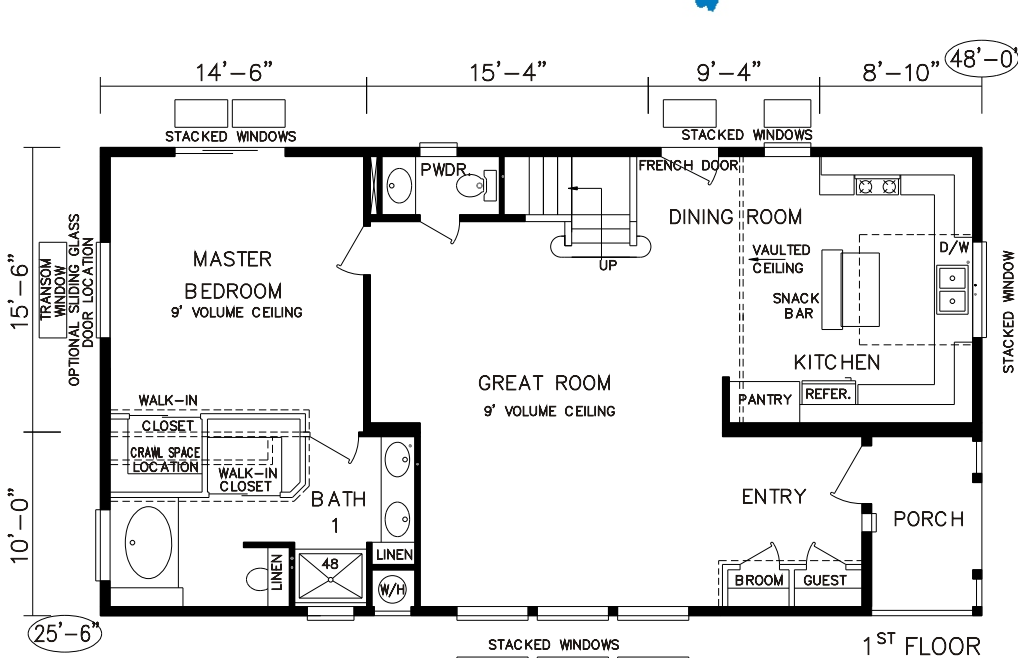 48'-0"
14'-6"
15'-4"
9'-4"
8'-10"
STACKED WINDOWS
STACKED WINDOWS
PWDR.
FRENCH DOOR
DINING ROOM
UP
VAULTED
CEILING
D/W
SNACK
BAR
KITCHEN
STACKED WINDOW
PANTRY
REFER.
15'-6"
TRANSOM
WINDOW
OPTIONAL SLIDING GLASS
DOOR LOCATION
MASTER
BEDROOM
9' VOLUME CEILING
GREAT ROOM
9' VOLUME CEILING
WALK-IN
CLOSET
CRAWL SPACE
LOCATION
WALK-IN
CLOSET
BATH
1
10'-0"
ENTRY
PORCH
LINEN
LINEN
48
W/H
BROOM
GUEST
25'-6"
STACKED WINDOWS
1ST FLOOR